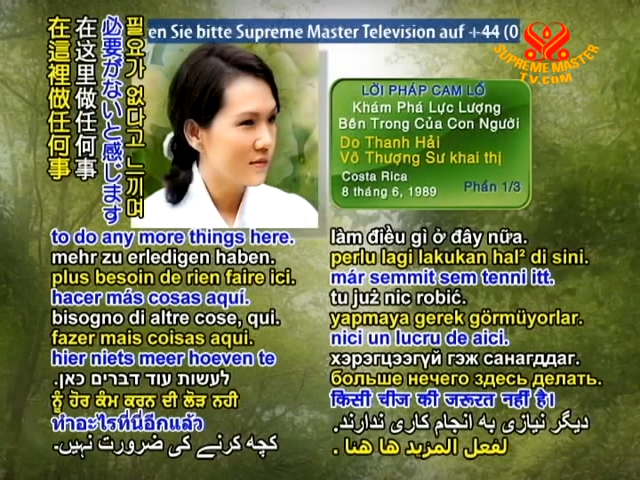 en Sie bitte Supreme Master Television auf +44 (0
SUPREME MASTER
TV.COM
필요가 없다고 느끼며
必要がないと感じます
在这里做任何事
在這裡做任何事
LỜI PHÁP CAM LỒ
Khám Phá Lực Lượng
Bên Trong Của Con Người
Do Thanh Hải
Vô Thượng Sư khai thị
Costa Rica
8 tháng 6, 1989
Phần 1/3
to do any more things here.
mehr zu erledigen haben.
plus besoin de rien faire ici.
hacer más cosas aquí.
bisogno di altre cose, qui.
fazer mais coisas aqui.
hier niets meer hoeven te
לעשות עוד דברים כאן.
ਨੂੰ ਹੋਰ ਕੰਮ ਕਰਨ ਦੀ ਲੋੜ ਨਹੀ
ทำอะไรที่นี่อีกแล้ว
کچھ کرنے کی ضرورت نہیں۔
làm điều gì ở đây nữa.
perlu lagi lakukan hal² di sini.
már semmit sem tenni itt.
tu już nic robić.
yapmaya gerek görmüyorlar.
nici un lucru de aici.
хэрэгцээгүй гэж санагддаг.
больше нечего здесь делать.
किसी चीज की जरूरत नहीं है।
دیگر نیازی به انجام کاری ندارند.
لفعل المزيد ها هنا .